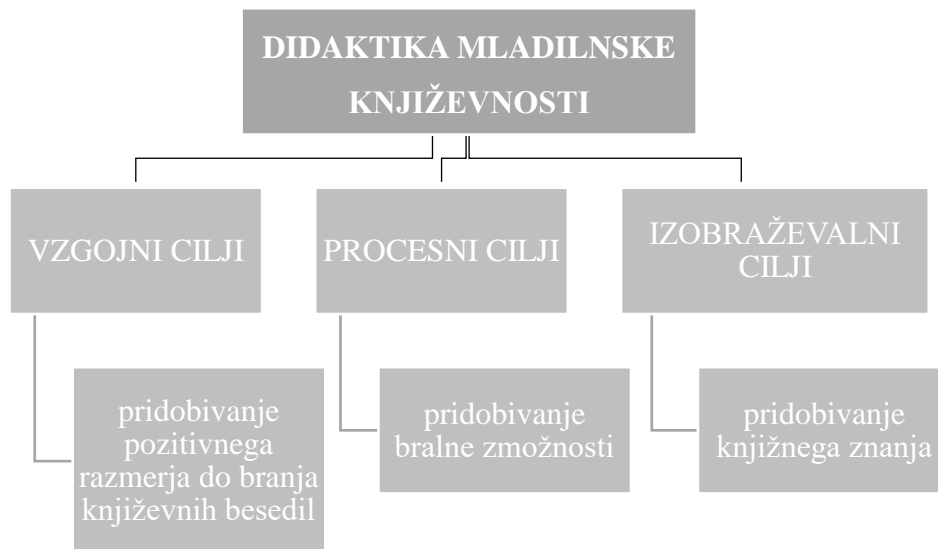 DIDAKTIKA MLADILNSKE
KNJIŽEVNOSTI
VZGOJNI CILJI
PROCESNI CILJI
IZOBRAŽEVALNI
CILJI
pridobivanje
pozitivnega
razmerja do branja
književnih besedil
pridobivanje
bralne zmožnosti
pridobivanje
knjižnega znanja